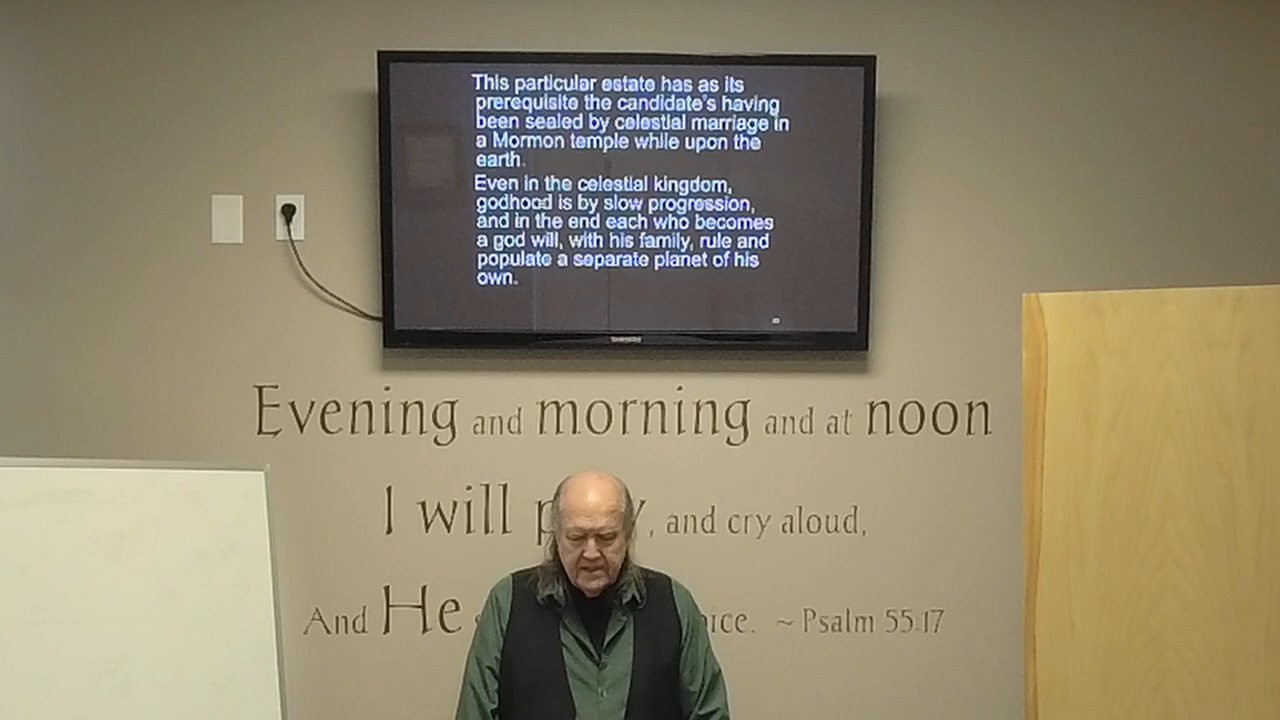 This particular estate has as its
prerequisite the candidate's having
been sealed by celestial marriage in
a Mormon temple while upon the
earth.
Even in the celestial kingdom,
godhood is by slow progression,
and in the end each who becomes
a god will, with his family, rule and
populate a separate planet of his
own.
Evening and morning and at noon
I will , and cry aloud,
And He ~ Psalm 55:17